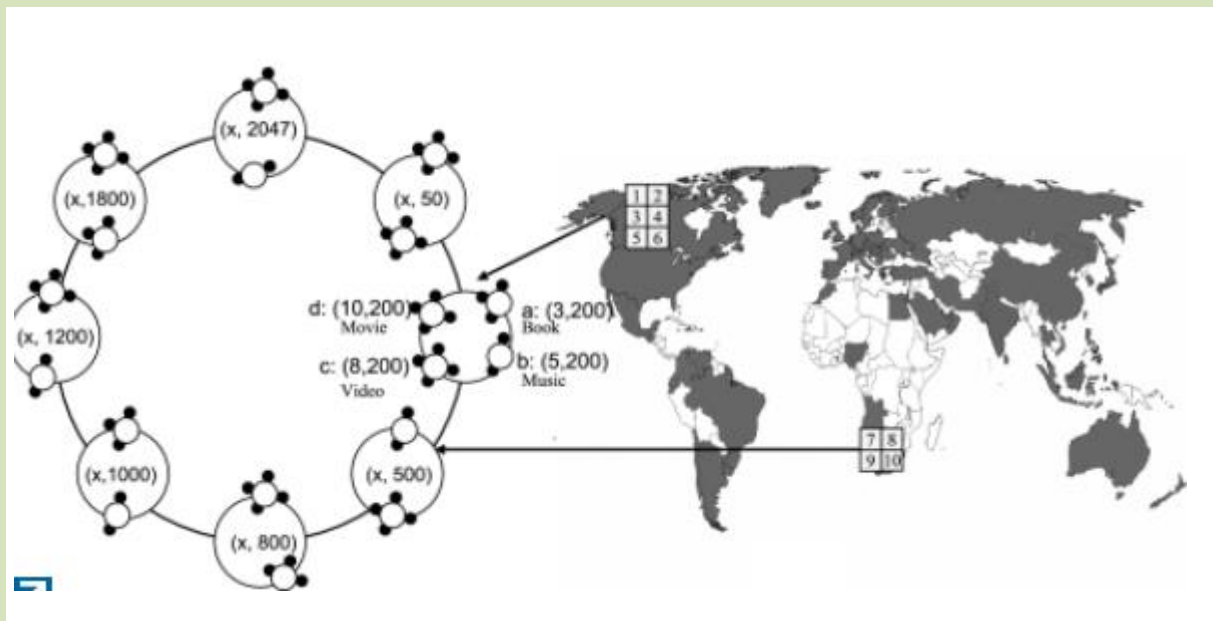 (x, 2047)
(x,1800)
(x, 50)
1 2
3 4
5 6
d: (10,200)
Movie
a: (3,200)
Book
(x, 1200)
c: (8,200)
Video
b: (5,200)
Music
7 8
9 10
(x,1000)
(x, 500)
(x, 800)